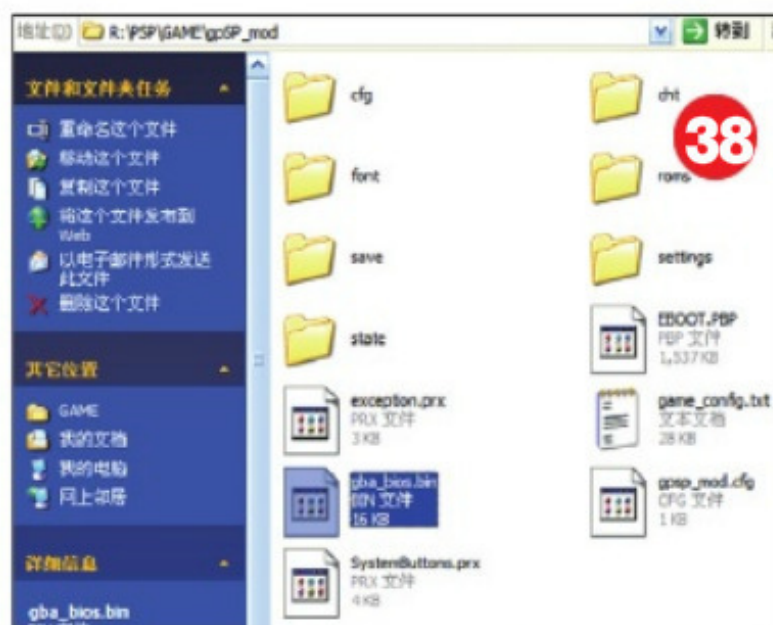 地址(D) R:\PSP\GAME\gpSP_mod 转到
文件和文件夹任务
重命名这个文件
移动这个文件
复制这个文件
将这个文件发布到
Web
以电子邮件形式发送
此文件
删除这个文件
其它位置
GAME
我的文档
我的电脑
网上邻居
详细信息
gba_bios.bin
cfg
cht
38
font
roms
save
settings
state
EBOOT.PBP
PBP 文件
1,537 KB
exception.prx
PRX 文件
3 KB
game_config.txt
文本文档
28 KB
gba_bios.bin
BIN 文件
16 KB
gpsp_mod.cfg
CFG 文件
1 KB
SystemButtons.prx
PRX 文件
4 KB